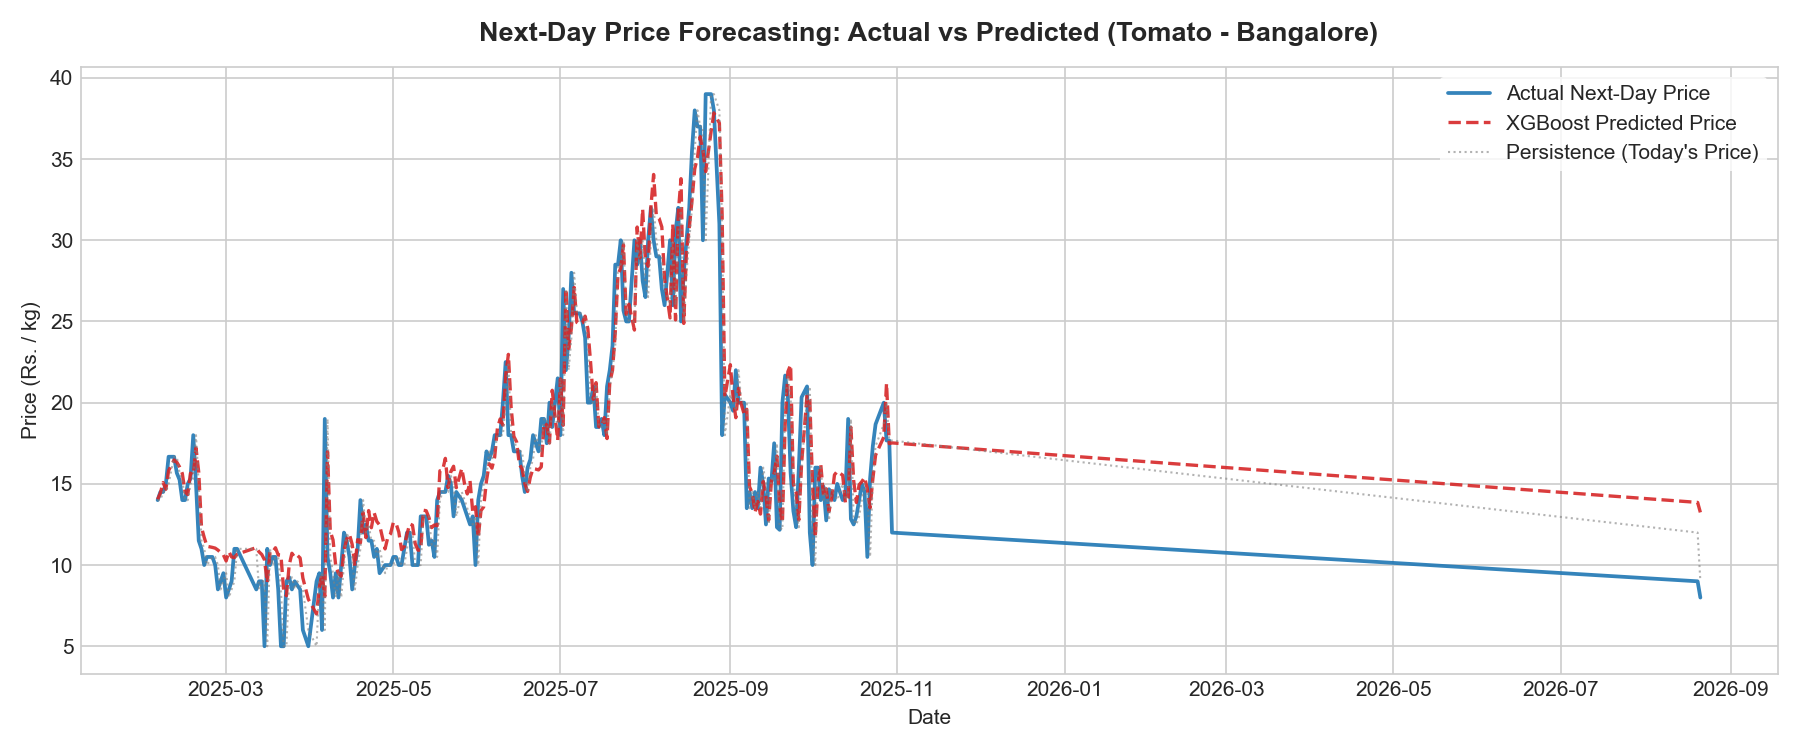 Next-Day Price Forecasting: Actual vs Predicted (Tomato - Bangalore)
Actual Next-Day Price
XGBoost Predicted Price
Persistence (Today's Price)
Price (Rs. / kg)
40
35
30
25
20
15
10
5
2025-03 2025-05 2025-07 2025-09 2025-11 2026-01 2026-03 2026-05 2026-07 2026-09
Date